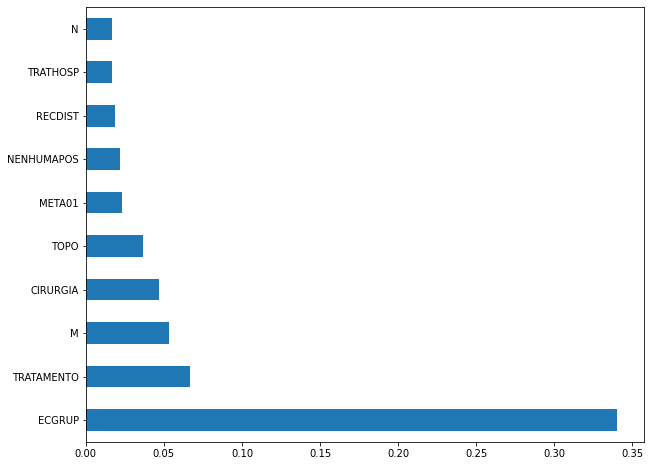 N
TRATHOSP
RECDIST
NENHUMAPOS
META01
TOPO
CIRURGIA
M
TRATAMENTO
ECGRUP
0.00 0.05 0.10 0.15 0.20 0.25 0.30 0.35